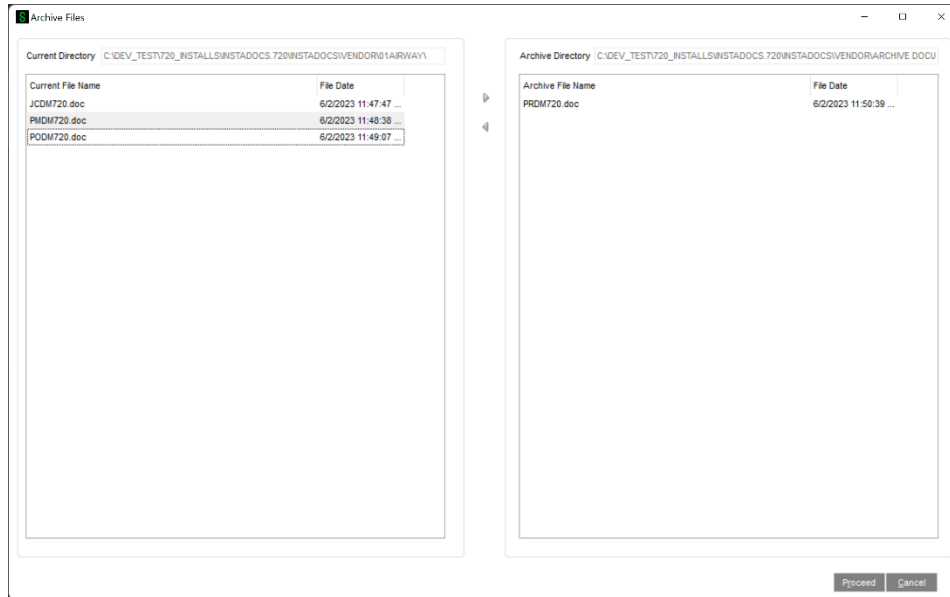 Archive Files
Current Directory C:\DEV_TEST\720_INSTALLS\INSTADOCS.720\INSTADOCS\VENDOR\01AIRWAY\
Current File Name File Date
JCDM720.doc 6/2/2023 11:47:47 ...
PMDM720.doc 6/2/2023 11:48:38 ...
PODM720.doc 6/2/2023 11:49:07 ...
Archive Directory C:\DEV_TEST\720_INSTALLS\INSTADOCS.720\INSTADOCS\VENDOR\ARCHIVE DOCU
Archive File Name File Date
PRDM720.doc 6/2/2023 11:50:39 ...
Proceed Cancel